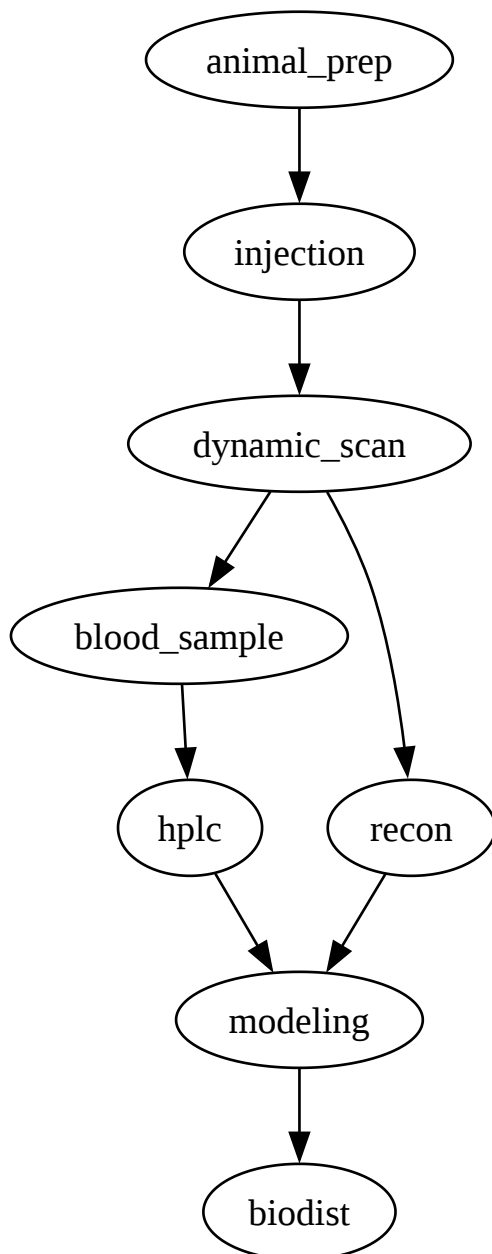 animal_prep
injection
dynamic_scan
blood_sample
hplc
recon
modeling
biodist